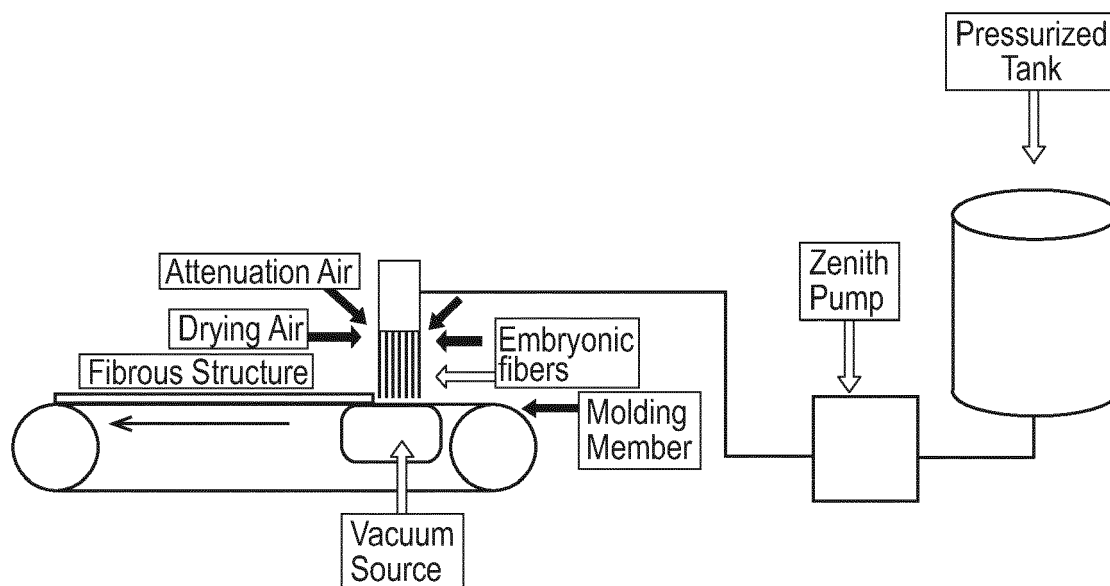 Pressurized
Tank
Zenith
Pump
Attenuation Air
Drying Air
Embryonic
fibers
Fibrous Structure
Molding
Member
Vacuum
Source